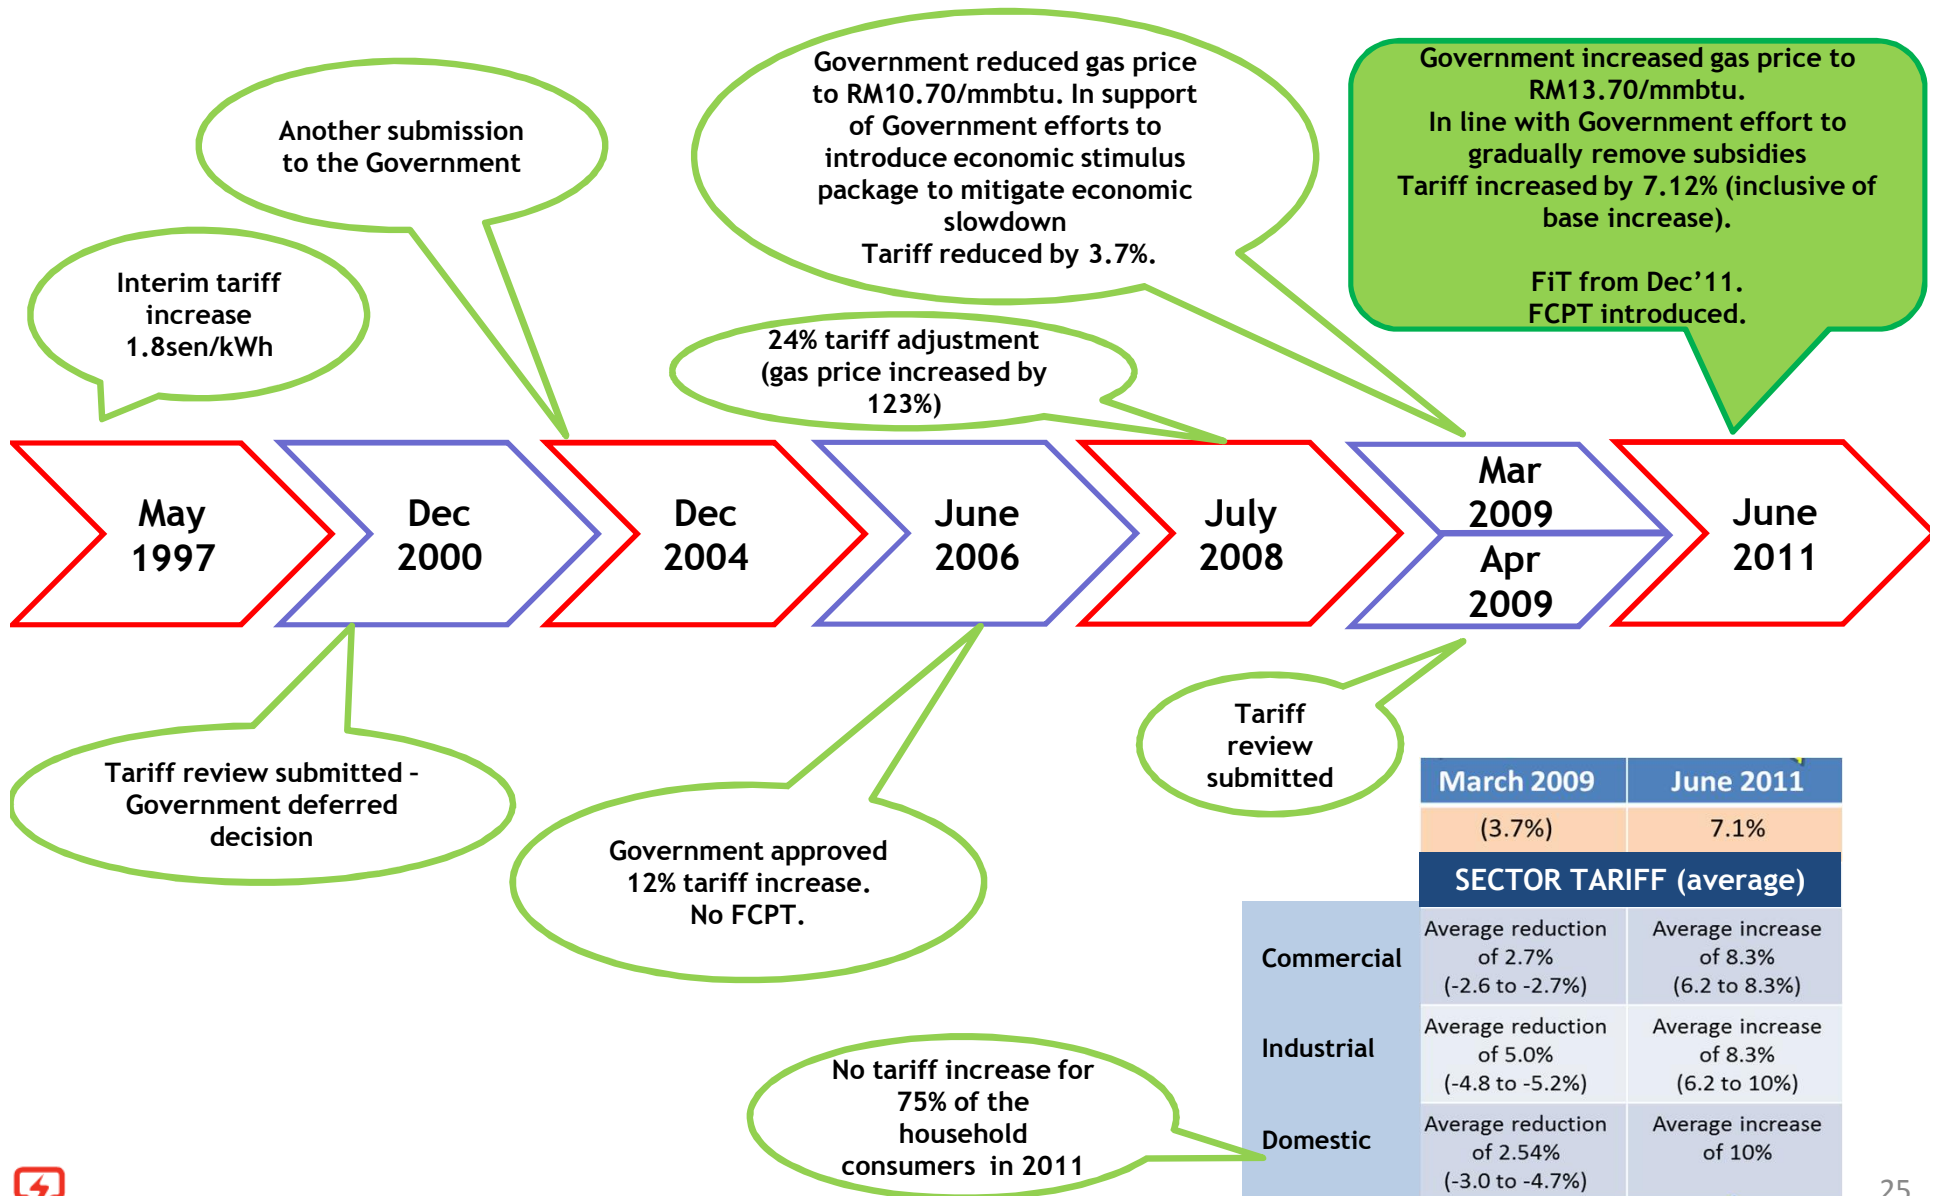 Another submission
to the Government
Government reduced gas price
to RM10.70/mmbtu. In support
of Government efforts to
introduce economic stimulus
package to mitigate economic
slowdown
Tariff reduced by 3.7%.
Government increased gas price to
RM13.70/mmbtu.
In line with Government effort to
gradually remove subsidies
Tariff increased by 7.12% (inclusive of
base increase).
FiT from Dec’11.
FCPT introduced.
Interim tariff
increase
1.8sen/kWh
24% tariff adjustment
(gas price increased by
123%)
May
1997
Dec
2000
Dec
2004
June
2006
July
2008
Mar
2009
Apr
2009
June
2011
Tariff review submitted –
Government deferred
decision
Government approved
12% tariff increase.
No FCPT.
Tariff
review
submitted
No tariff increase for
75% of the
household
consumers in 2011
March 2009 June 2011
(3.7%) 7.1%
SECTOR TARIFF (average)
Commercial
Average reduction
of 2.7%
(-2.6 to -2.7%)
Average increase
of 8.3%
(6.2 to 8.3%)
Industrial
Average reduction
of 5.0%
(-4.8 to -5.2%)
Average increase
of 8.3%
(6.2 to 10%)
Domestic
Average reduction
of 2.54%
(-3.0 to -4.7%)
Average increase
of 10%
25